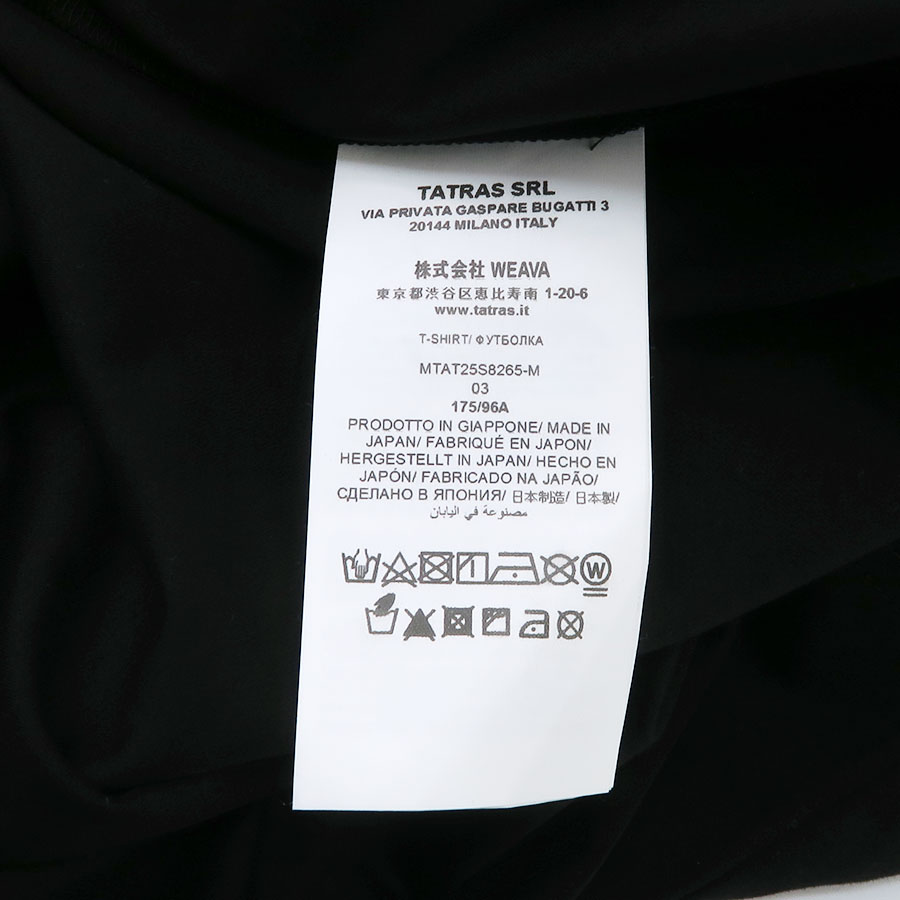 TATRAS SRL
VIA PRIVATA GASPARE BUGATTI 3
20144 MILANO ITALY
株式会社 WEAVA
東京都渋谷区恵比寿南 1-20-6
www.tatras.it
T-SHIRT/ ФУТБОЛКА
MTAT25S8265-M
03
175/96A
PRODOTTO IN GIAPPONE/ MADE IN
JAPAN/ FABRIQUÉ EN JAPON/
HERGESTELLT IN JAPAN/ HECHO EN
JAPÓN/ FABRICADO NA JAPÃO/
СДЕЛАНО В ЯПОНИЯ/ 日本制造/ 日本製/
مصنوعة في اليابان
W